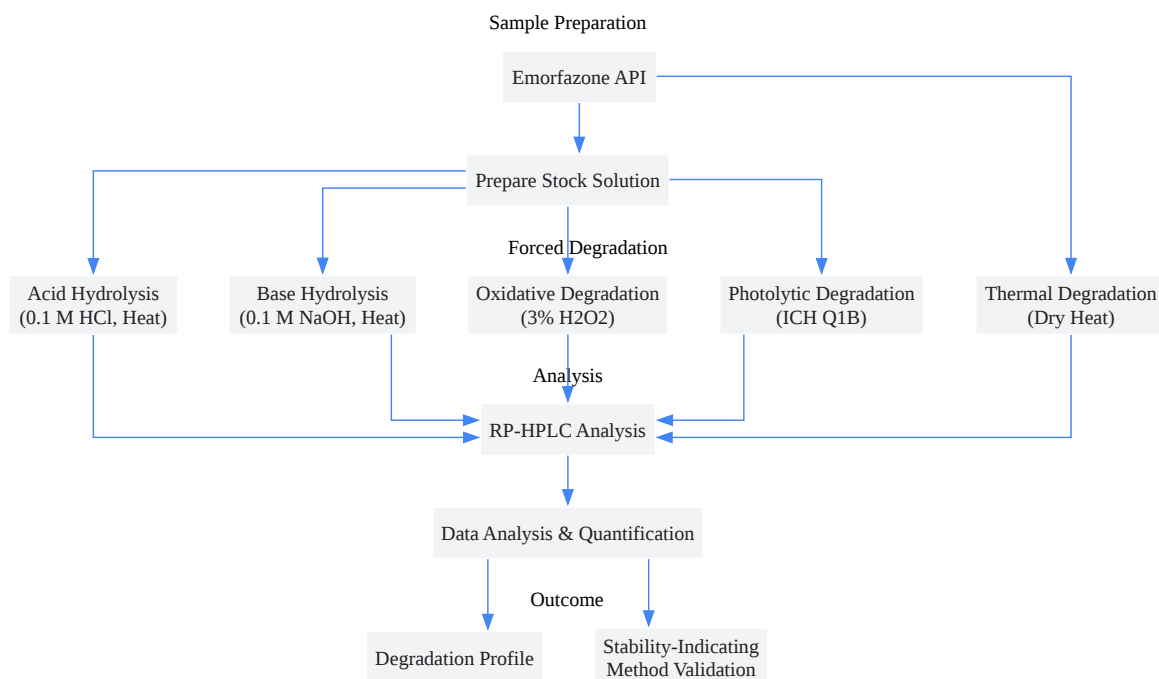 Sample Preparation
Emorfazone API
Prepare Stock Solution
Forced Degradation
Acid Hydrolysis
(0.1 M HCl, Heat)
Base Hydrolysis
(0.1 M NaOH, Heat)
Oxidative Degradation
(3% H2O2)
Photolytic Degradation
(ICH Q1B)
Thermal Degradation
(Dry Heat)
Analysis
RP-HPLC Analysis
Data Analysis & Quantification
Outcome
Degradation Profile
Stability-Indicating
Method Validation